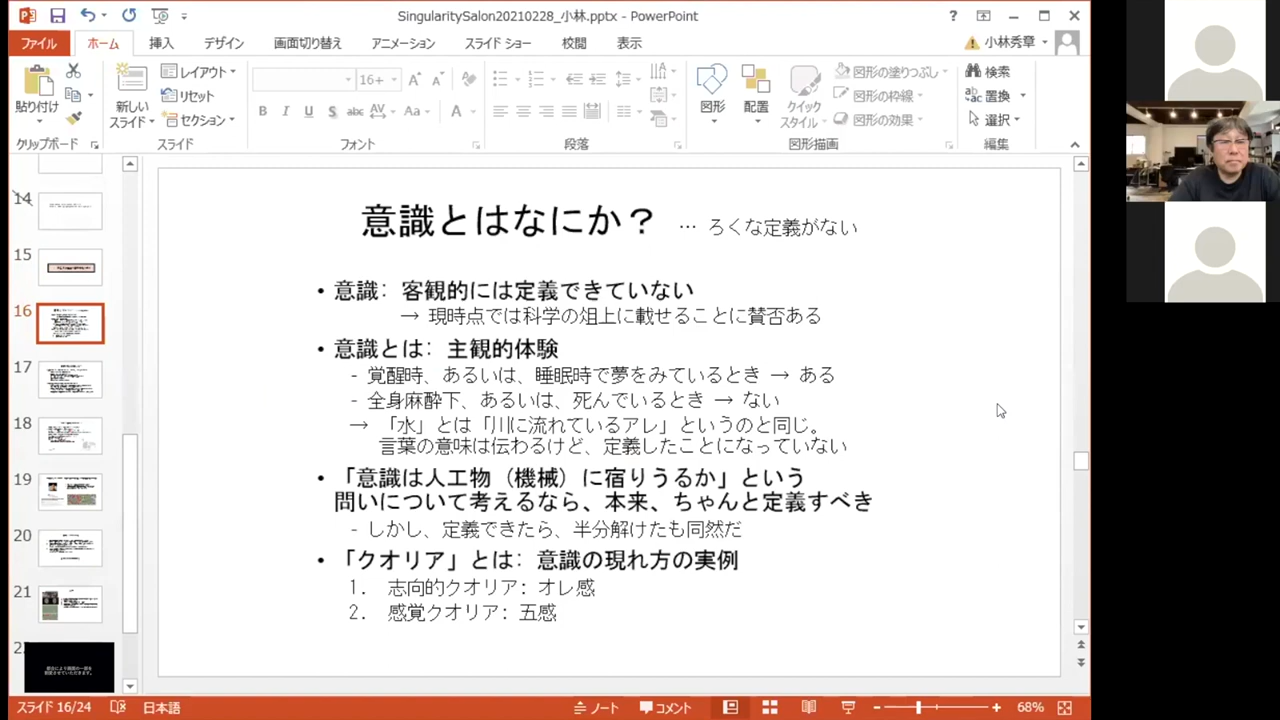 SingularitySalon20210228_小林.pptx - PowerPoint
ファイル ホーム 挿入 デザイン 画面切り替え アニメーション スライド ショー 校閲 表示 小林秀章
貼り付け
クリップボード
新しい
スライド
レイアウト
リセット
セクション
スライド
16+
B I U S abc AV Aa A
フォント
段落
図形
配置
クイック
スタイル
図形の塗りつぶし
図形の枠線
図形の効果
図形描画
検索
置換
選択
編集
14
15
16
17
18
19
20
21
意識とはなにか? … ろくな定義がない
• 意識: 客観的には定義できていない
→ 現時点では科学の俎上に載せることに賛否ある
• 意識とは: 主観的体験
- 覚醒時、あるいは、睡眠時で夢をみているとき → ある
- 全身麻酔下、あるいは、死んでいるとき → ない
→ 「水」とは「川に流れているアレ」というのと同じ。
言葉の意味は伝わるけど、定義したことになっていない
• 「意識は人工物(機械)に宿りうるか」という
問いについて考えるなら、本来、ちゃんと定義すべき
- しかし、定義できたら、半分解けたも同然だ
• 「クオリア」とは: 意識の現れ方の実例
1. 志向的クオリア: オレ感
2. 感覚クオリア: 五感
スライド 16/24 日本語 ノート コメント 68%